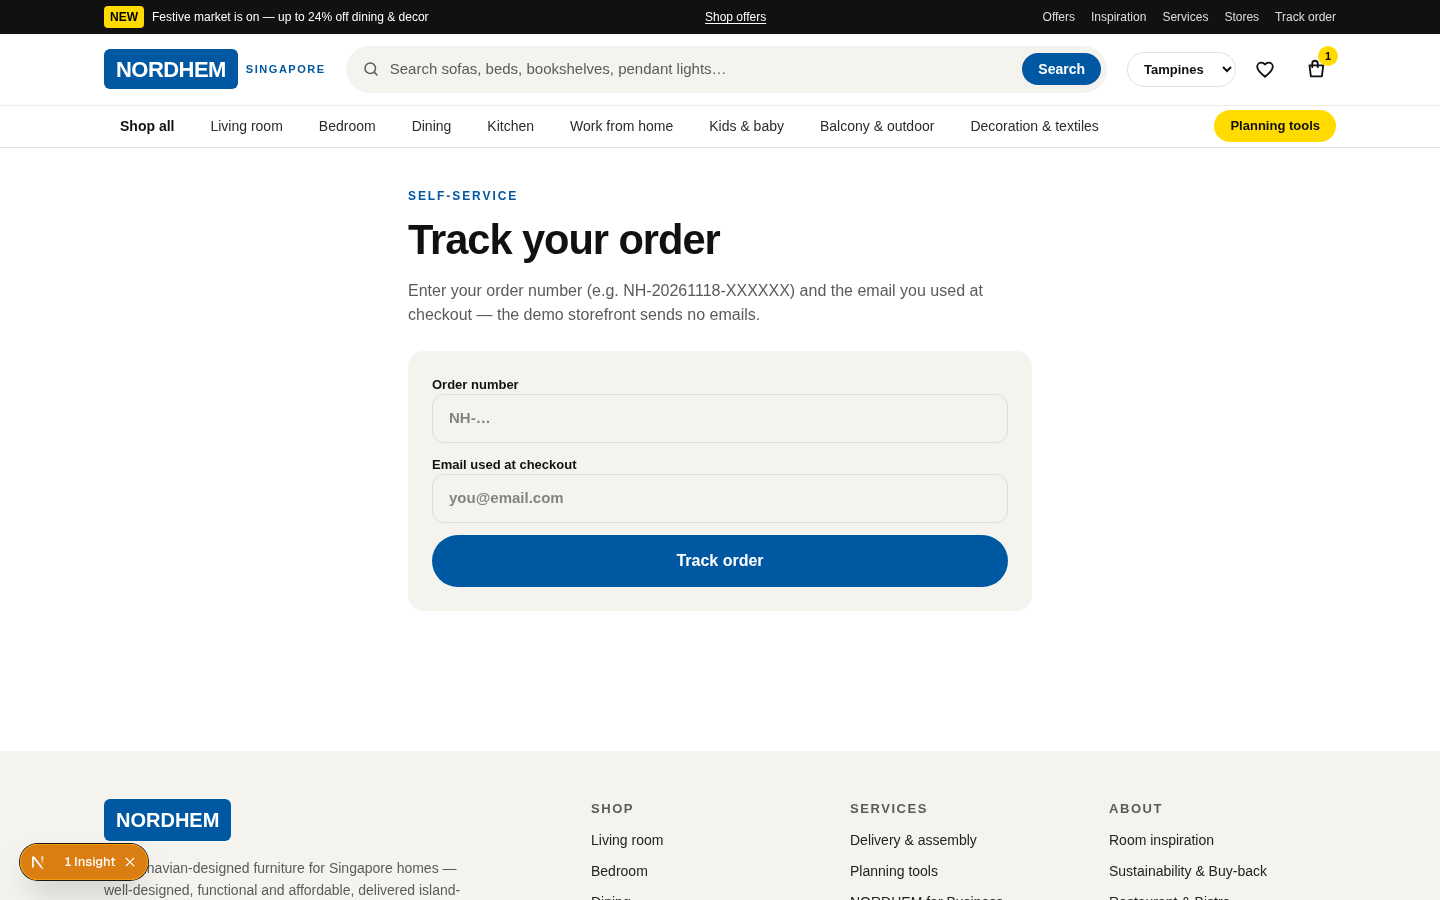 NEW Festive market is on — up to 24% off dining & decor
Shop offers
Offers Inspiration Services Stores Track order
NORDHEM SINGAPORE
Search sofas, beds, bookshelves, pendant lights…
Search
Tampines
1
Shop all Living room Bedroom Dining Kitchen Work from home Kids & baby Balcony & outdoor Decoration & textiles
Planning tools
SELF-SERVICE
Track your order
Enter your order number (e.g. NH-20261118-XXXXXX) and the email you used at
checkout — the demo storefront sends no emails.
Order number
NH-…
Email used at checkout
you@email.com
Track order
NORDHEM
navian-designed furniture for Singapore homes —
well-designed, functional and affordable, delivered island-
SHOP
Living room
Bedroom
Dining
SERVICES
Delivery & assembly
Planning tools
NORDHEM for Business
ABOUT
Room inspiration
Sustainability & Buy-back
Restaurant & Bistro
1 Insight